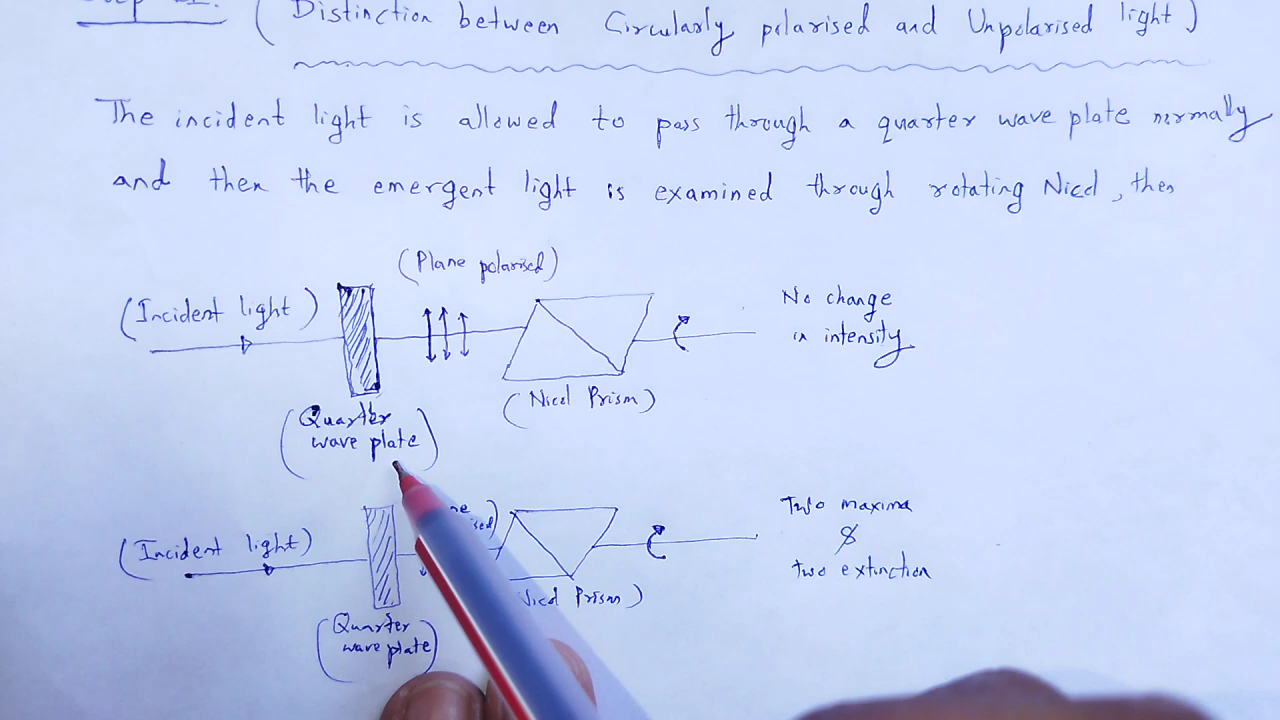 (Distinction between Circularly polarised and Unpolarised light)
The incident light is allowed to pass through a quarter wave plate normally
and then the emergent light is examined through rotating Nicol, then
(Plane polarised)
(Incident light)
No change
in intensity
(Nicol Prism)
(Quarter
wave plate)
Two maxima
&
two extinction
(Incident light)
Prism)
(Quarter
wave plate)